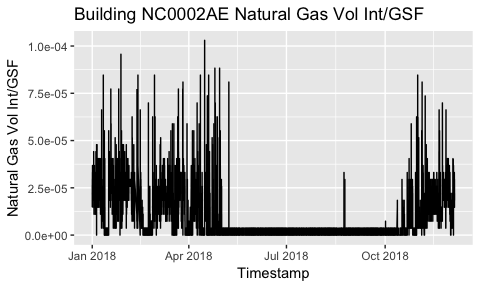 Building NC0002AE Natural Gas Vol Int/GSF
Natural Gas Vol Int/GSF
1.0e-04
7.5e-05
5.0e-05
2.5e-05
0.0e+00
Jan 2018 Apr 2018 Jul 2018 Oct 2018
Timestamp